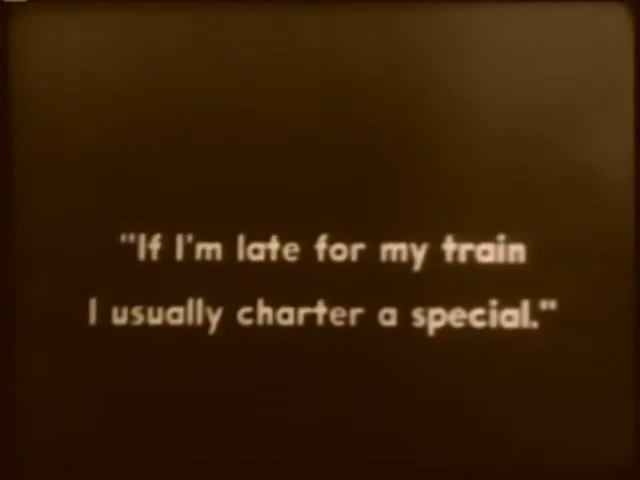 "If I'm late for my train
I usually charter a special."